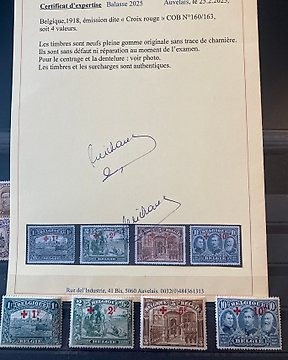 Certificat d'expertise Balasse 2025 Auvelais, le 25.2.2025,
Belgique,1918, émission dite « Croix rouge » COB N°160/163,
soit 4 valeurs.
Les timbres sont neufs pleine gomme originale sans trace de charnière.
Ils sont sans défaut ni réparation au moment de l'examen.
Pour le centrage et la dentelure : voir photo.
Les timbres et les surcharges sont authentiques.
Rue del'Industrie, 41 Bis, 5060 Auvelais. 0032(0)484361313